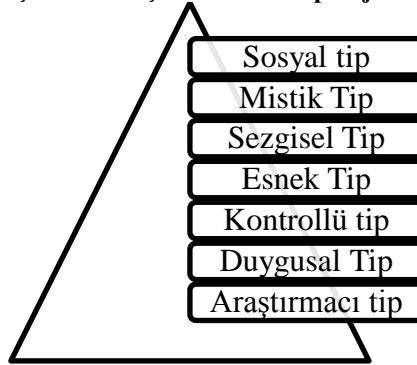 Sosyal tip
Mistik Tip
Sezgisel Tip
Esnek Tip
Kontrollü tip
Duygusal Tip
Araştırmacı tip